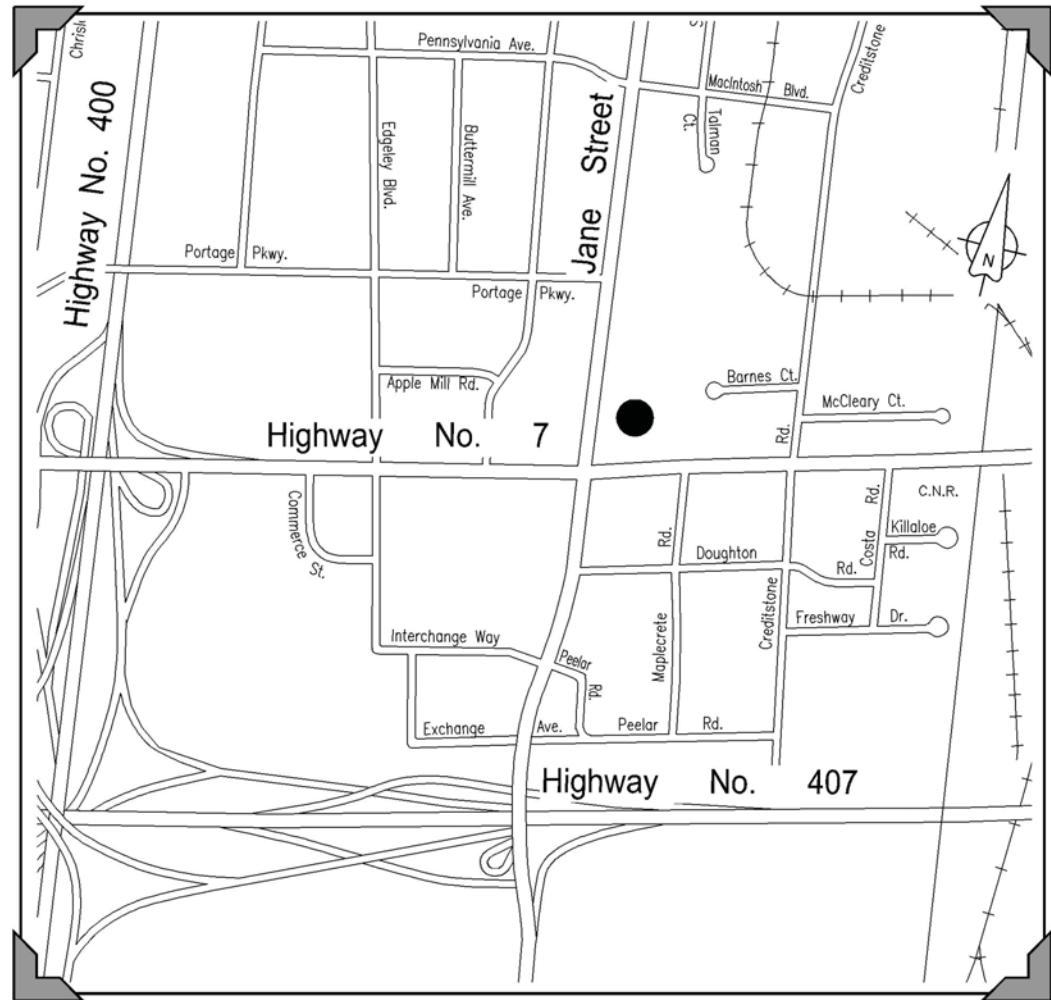 Chrisl
Pennsylvania Ave.
S
Creditstone
MacIntosh Blvd.
Highway No. 400
Edgeley Blvd.
Buttermill Ave.
Jane Street
Talman
Ct.
N
Portage Pkwy.
Portage Pkwy.
Apple Mill Rd.
Barnes Ct.
McCleary Ct.
Rd.
Highway No. 7
Commerce
St.
Rd.
Rd.
C.N.R.
Killaloe
Rd.
Costa
Doughton
Rd.
Creditstone
Freshway Dr.
Interchange Way
Maplecrete
Peelar
Rd.
Exchange Ave.
Peelar Rd.
Highway No. 407